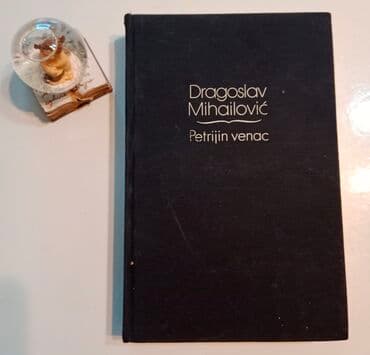 Dragoslav
Mihailović
Petrijin venac